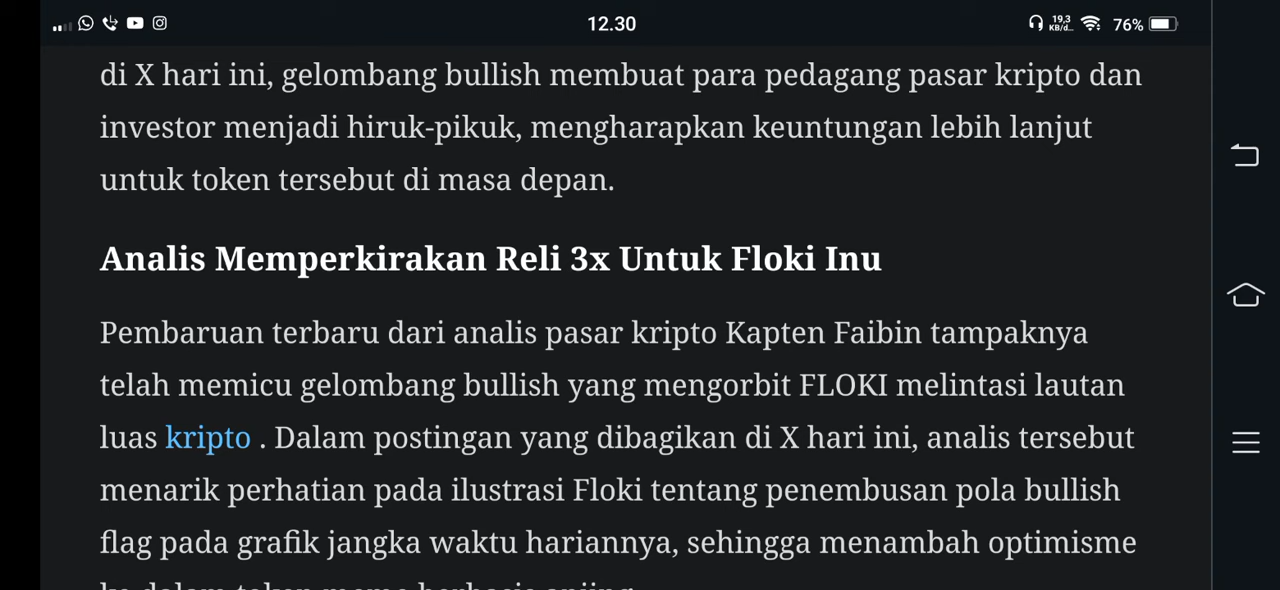 12.30
19,3
KB/d...
76%
di X hari ini, gelombang bullish membuat para pedagang pasar kripto dan
investor menjadi hiruk-pikuk, mengharapkan keuntungan lebih lanjut
untuk token tersebut di masa depan.
Analis Memperkirakan Reli 3x Untuk Floki Inu
Pembaruan terbaru dari analis pasar kripto Kapten Faibin tampaknya
telah memicu gelombang bullish yang mengorbit FLOKI melintasi lautan
luas kripto . Dalam postingan yang dibagikan di X hari ini, analis tersebut
menarik perhatian pada ilustrasi Floki tentang penembusan pola bullish
flag pada grafik jangka waktu hariannya, sehingga menambah optimisme